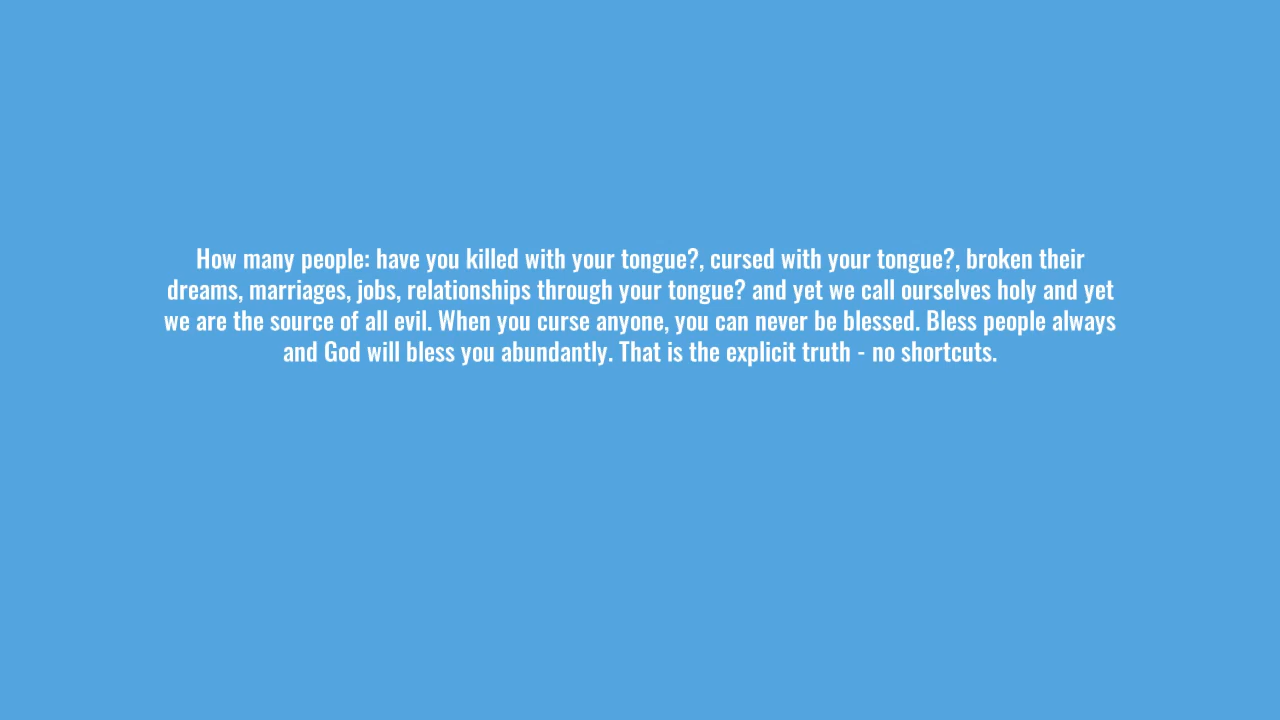 How many people: have you killed with your tongue?, cursed with your tongue?, broken their
dreams, marriages, jobs, relationships through your tongue? and yet we call ourselves holy and yet
we are the source of all evil. When you curse anyone, you can never be blessed. Bless people always
and God will bless you abundantly. That is the explicit truth - no shortcuts.